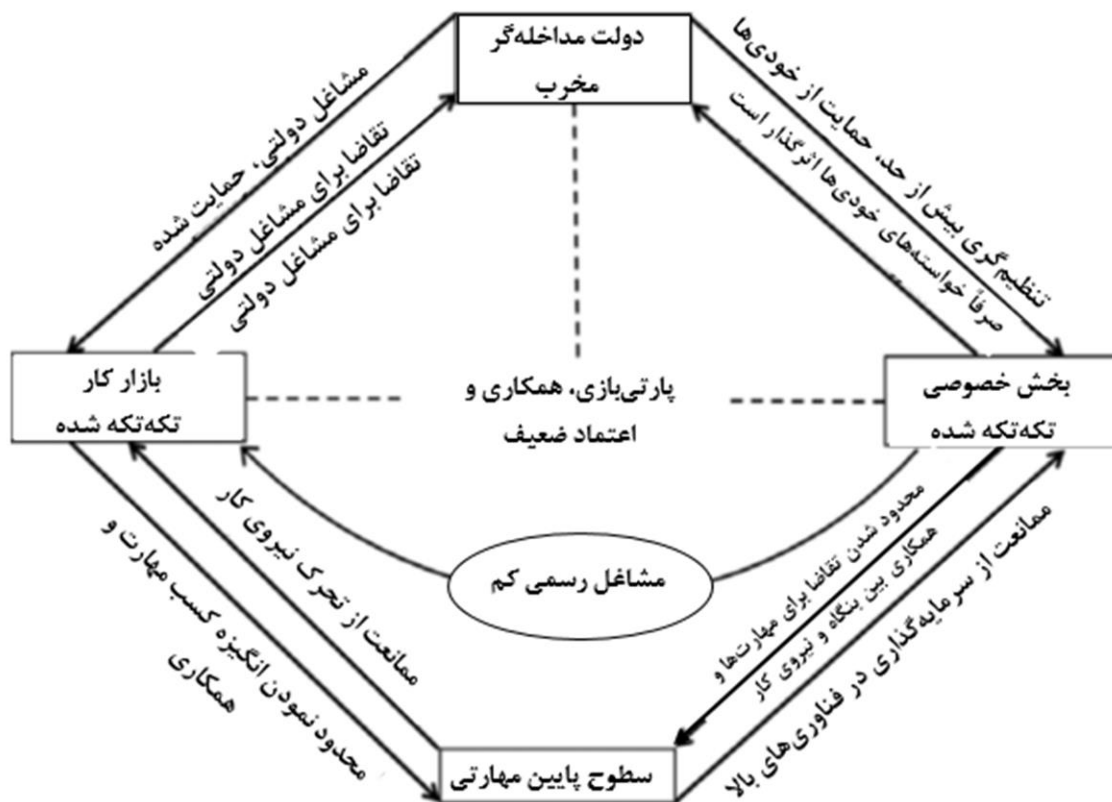 دولت مداخله‌گر
مخرب
تنظیم‌گری بیش از حد، حمایت از خودی‌ها
صرفاً خواسته‌های خودی‌ها اثرگذار است
مشاغل دولتی، حمایت شده
تقاضا برای مشاغل دولتی
تقاضا برای مشاغل دولتی
بخش خصوصی
تکه‌تکه شده
پارتی‌بازی، همکاری و
اعتماد ضعیف
بازار کار
تکه‌تکه شده
مشاغل رسمی کم
محدود شدن تقاضا برای مهارت‌ها و
همکاری بین بنگاه و نیروی کار
ممانعت از سرمایه‌گذاری در فناوری‌های بالا
ممانعت از تحرک نیروی کار
محدود نمودن انگیزه کسب مهارت و
همکاری
سطوح پایین مهارتی